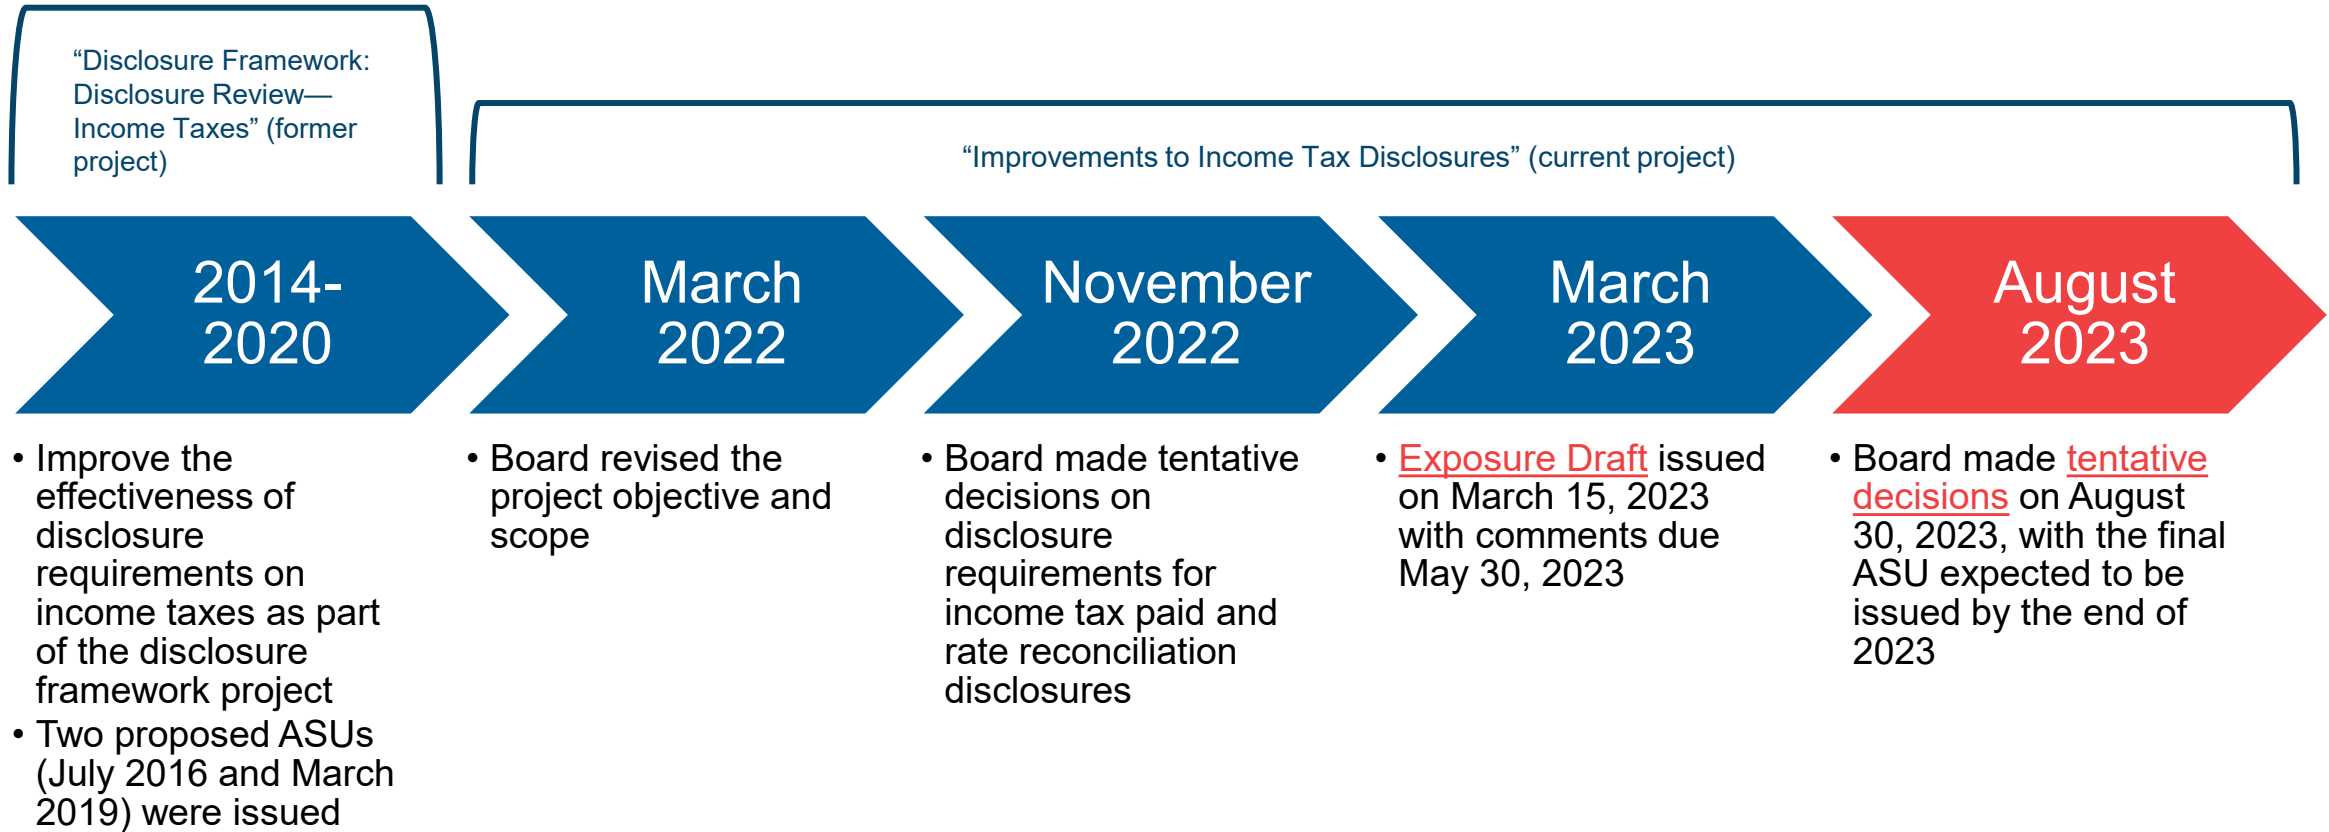 “Disclosure Framework:
Disclosure Review—
Income Taxes” (former
project)
“Improvements to Income Tax Disclosures” (current project)
2014-
2020
March
2022
November
2022
March
2023
August
2023
• Improve the
effectiveness of
disclosure
requirements on
income taxes as part
of the disclosure
framework project
• Two proposed ASUs
(July 2016 and March
2019) were issued
• Board revised the
project objective and
scope
• Board made tentative
decisions on
disclosure
requirements for
income tax paid and
rate reconciliation
disclosures
• Exposure Draft issued
on March 15, 2023
with comments due
May 30, 2023
• Board made tentative
decisions on August
30, 2023, with the final
ASU expected to be
issued by the end of
2023